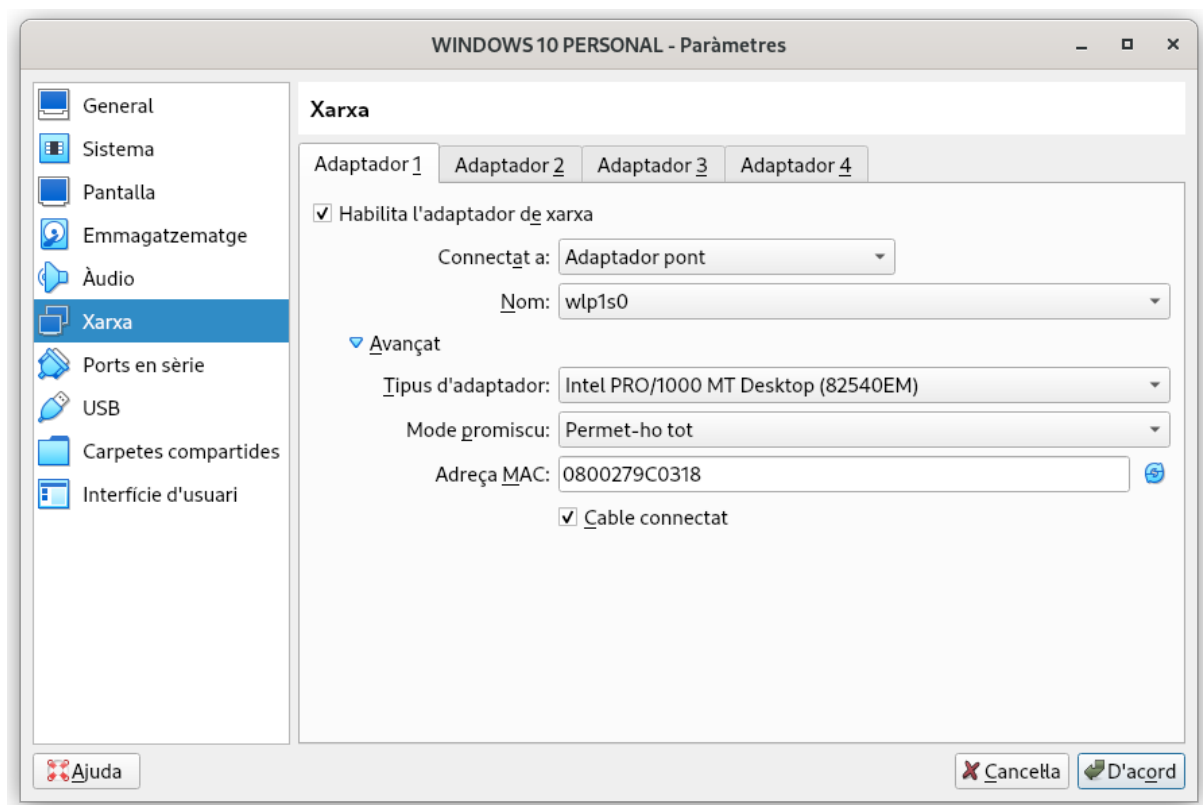 WINDOWS 10 PERSONAL - Paràmetres
General
Sistema
Pantalla
Emmagatzematge
Àudio
Xarxa
Ports en sèrie
USB
Carpetes compartides
Interfície d'usuari
Xarxa
Adaptador 1 Adaptador 2 Adaptador 3 Adaptador 4
Habilita l'adaptador de xarxa
Connectat a: Adaptador pont
Nom: wlp1s0
Avançat
Tipus d'adaptador: Intel PRO/1000 MT Desktop (82540EM)
Mode promiscu: Permet-ho tot
Adreça MAC: 0800279C0318
Cable connectat
Ajuda
Cancel·la D'acord